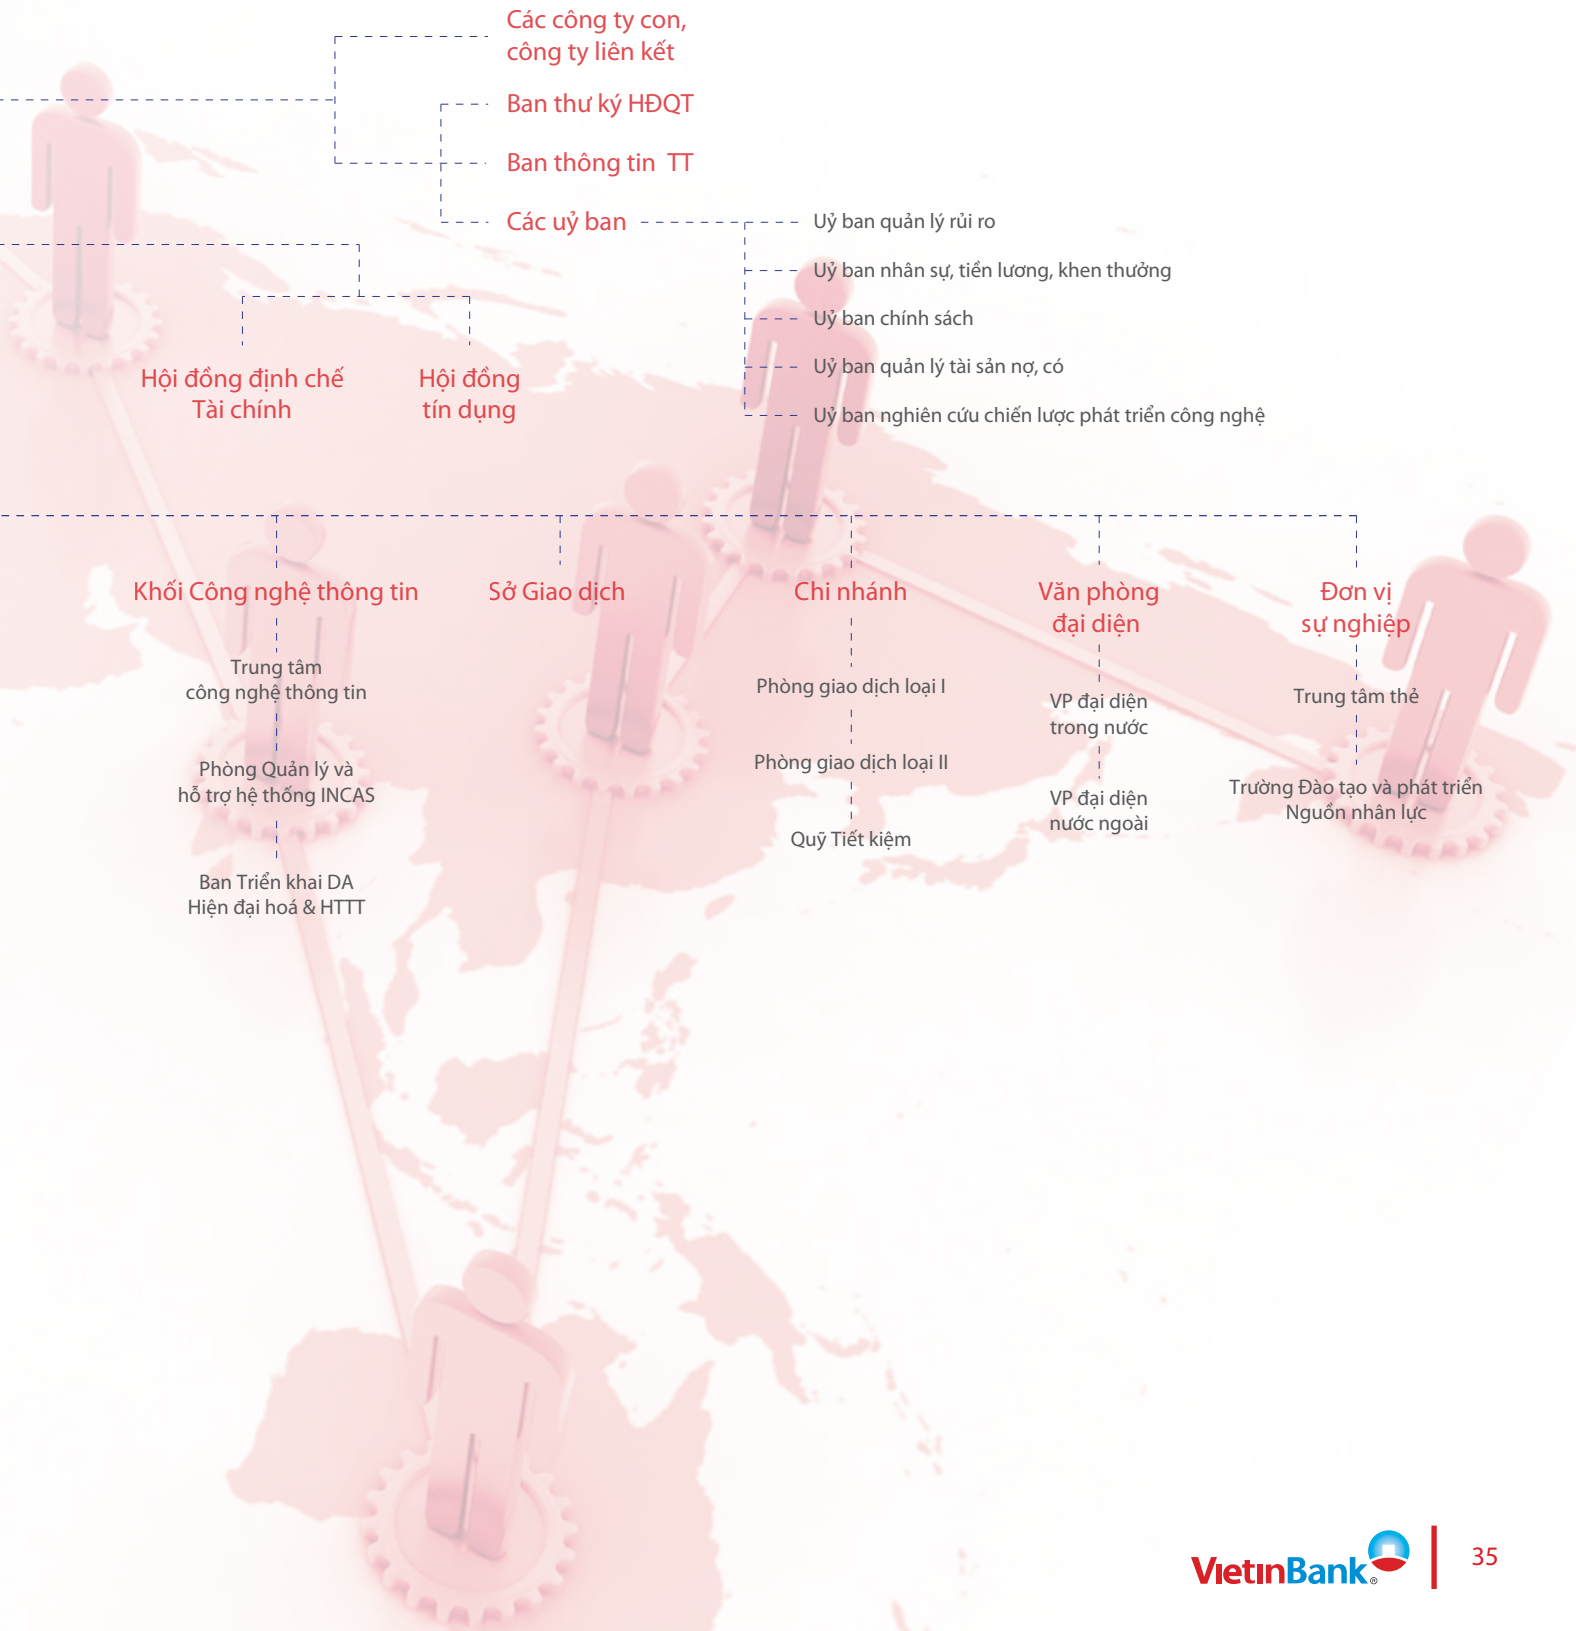 Các công ty con,
công ty liên kết
Ban thư ký HĐQT
Ban thông tin TT
Các uỷ ban
Uỷ ban quản lý rủi ro
Uỷ ban nhân sự, tiền lương, khen thưởng
Uỷ ban chính sách
Uỷ ban quản lý tài sản nợ, có
Uỷ ban nghiên cứu chiến lược phát triển công nghệ
Hội đồng định chế
Tài chính
Hội đồng
tín dụng
Khối Công nghệ thông tin
Trung tâm
công nghệ thông tin
Phòng Quản lý và
hỗ trợ hệ thống INCAS
Ban Triển khai DA
Hiện đại hoá & HTTT
Sở Giao dịch
Chi nhánh
Phòng giao dịch loại I
Phòng giao dịch loại II
Quỹ Tiết kiệm
Văn phòng
đại diện
VP đại diện
trong nước
VP đại diện
nước ngoài
Đơn vị
sự nghiệp
Trung tâm thẻ
Trường Đào tạo và phát triển
Nguồn nhân lực
VietinBank®
35